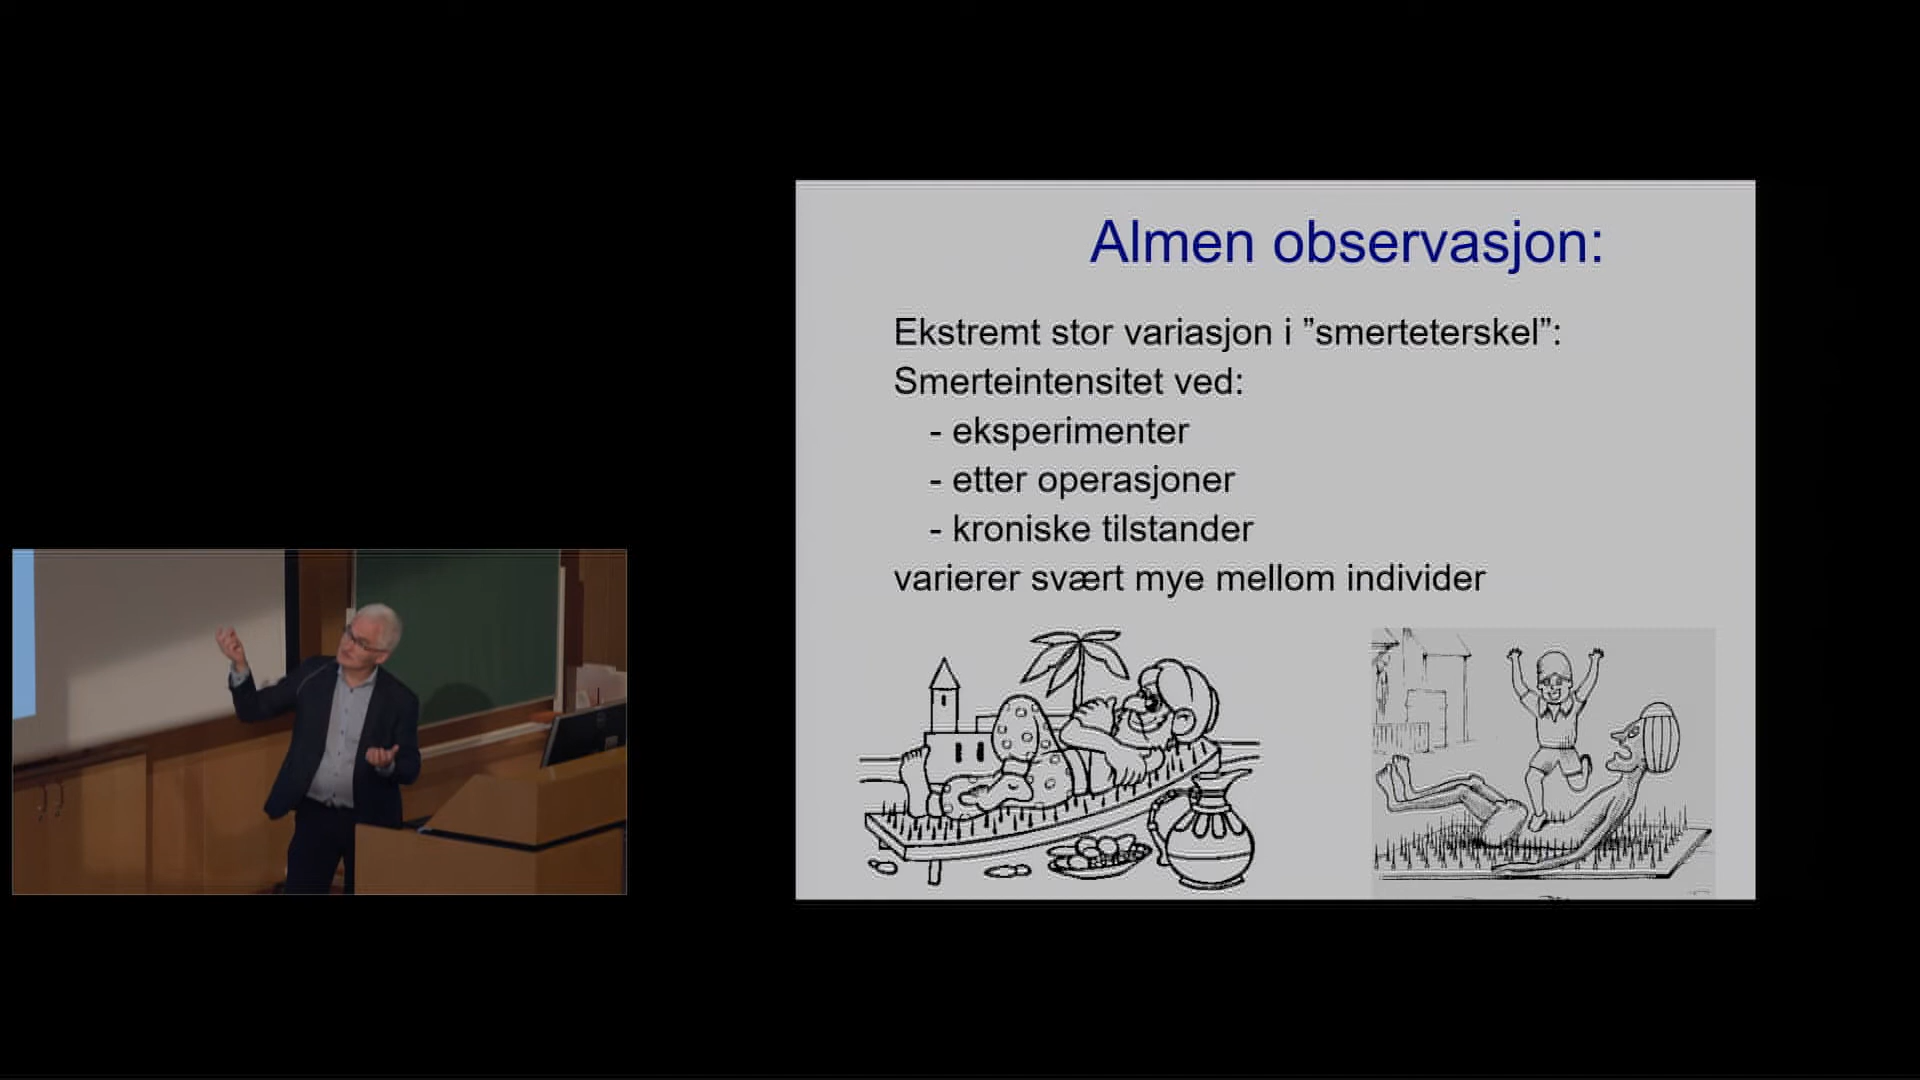 Almen observasjon:
Ekstremt stor variasjon i ”smerteterskel”:
Smerteintensitet ved:
- eksperimenter
- etter operasjoner
- kroniske tilstander
varierer svært mye mellom individer